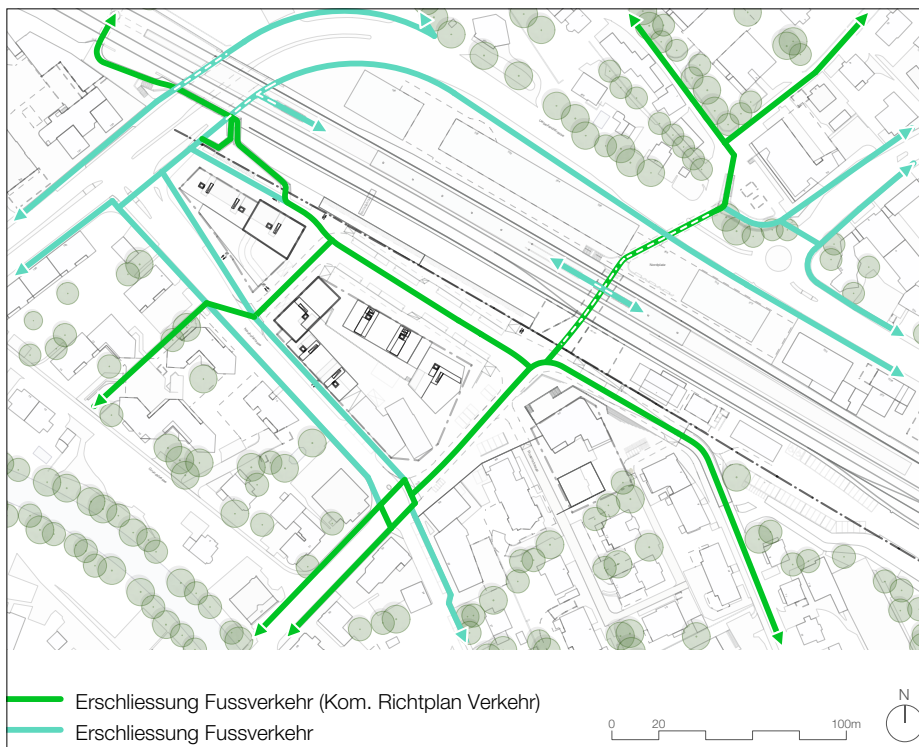 Erschliessung Fussverkehr (Kom. Richtplan Verkehr)
Erschliessung Fussverkehr
0 20 100m
N